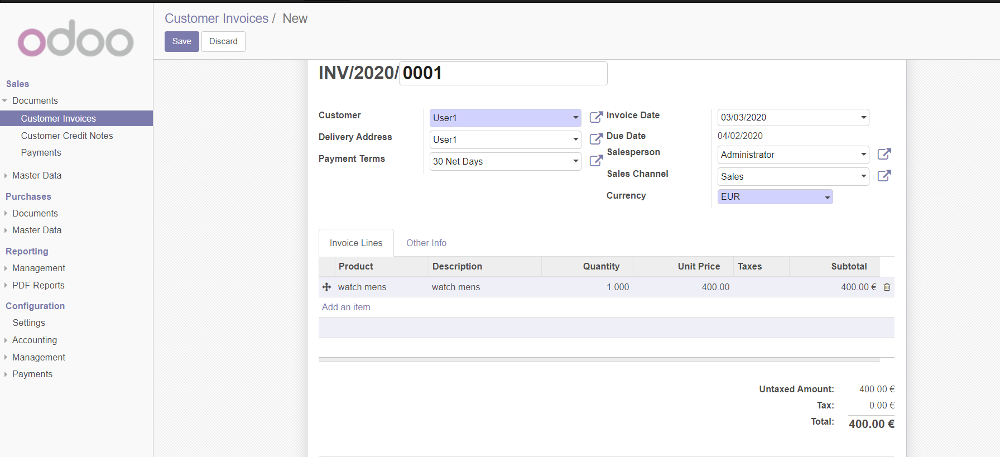 odoo
Sales
Documents
Customer Invoices
Customer Credit Notes
Payments
Master Data
Purchases
Documents
Master Data
Reporting
Management
PDF Reports
Configuration
Settings
Accounting
Management
Payments
Customer Invoices / New
Save Discard
INV/2020/ 0001
Customer User1
Delivery Address User1
Payment Terms 30 Net Days
Invoice Date 03/03/2020
Due Date 04/02/2020
Salesperson Administrator
Sales Channel Sales
Currency EUR
Invoice Lines Other Info
Product Description Quantity Unit Price Taxes Subtotal
watch mens watch mens 1.000 400.00 400.00 €
Add an item
Untaxed Amount: 400.00 €
Tax: 0.00 €
Total: 400.00 €